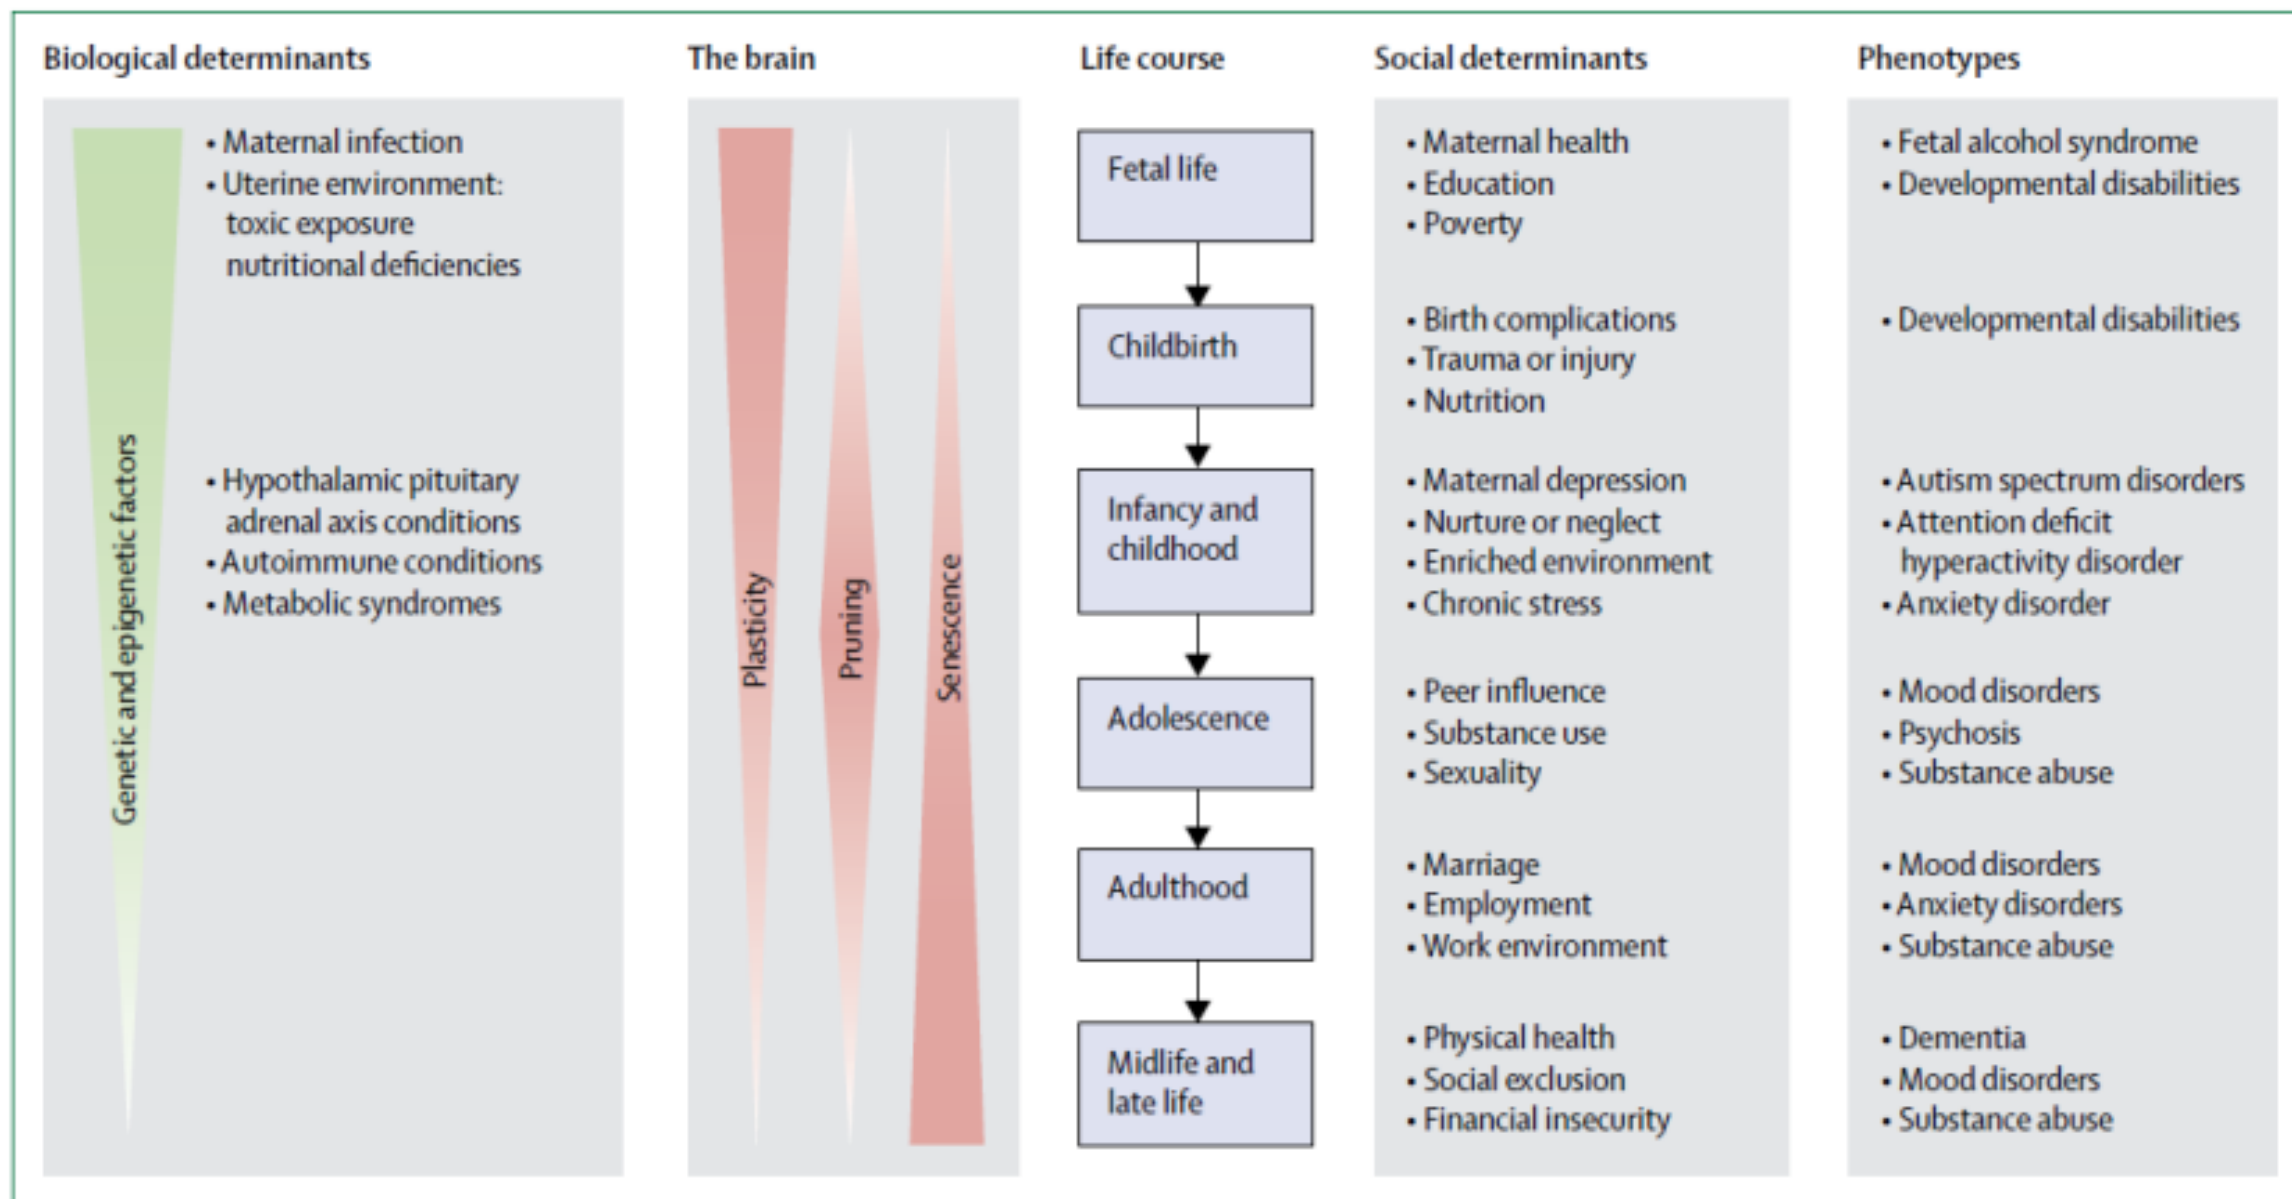 Biological determinants
The brain
Life course
Social determinants
Phenotypes
Genetic and epigenetic factors
• Maternal infection
• Uterine environment:
toxic exposure
nutritional deficiencies
• Hypothalamic pituitary
adrenal axis conditions
• Autoimmune conditions
• Metabolic syndromes
Plasticity
Pruning
Senescence
Fetal life
Childbirth
Infancy and
childhood
Adolescence
Adulthood
Midlife and
late life
• Maternal health
• Education
• Poverty
• Birth complications
• Trauma or injury
• Nutrition
• Maternal depression
• Nurture or neglect
• Enriched environment
• Chronic stress
• Peer influence
• Substance use
• Sexuality
• Marriage
• Employment
• Work environment
• Physical health
• Social exclusion
• Financial insecurity
• Fetal alcohol syndrome
• Developmental disabilities
• Developmental disabilities
• Autism spectrum disorders
• Attention deficit
hyperactivity disorder
• Anxiety disorder
• Mood disorders
• Psychosis
• Substance abuse
• Mood disorders
• Anxiety disorders
• Substance abuse
• Dementia
• Mood disorders
• Substance abuse